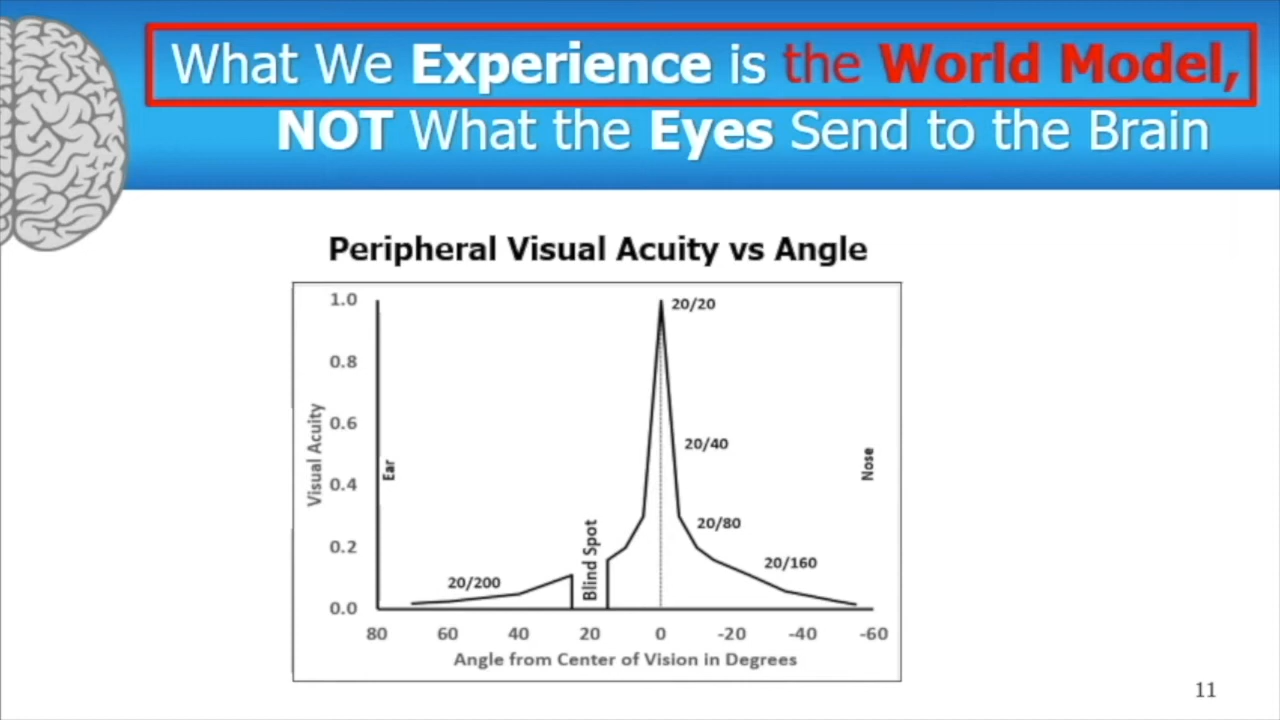 What We Experience is the World Model,
NOT What the Eyes Send to the Brain
Peripheral Visual Acuity vs Angle
1.0
0.8
0.6
0.4
0.2
0.0
Visual Acuity
Ear
20/200
Blind Spot
20/20
20/40
20/80
20/160
Nose
80 60 40 20 0 -20 -40 -60
Angle from Center of Vision in Degrees
11